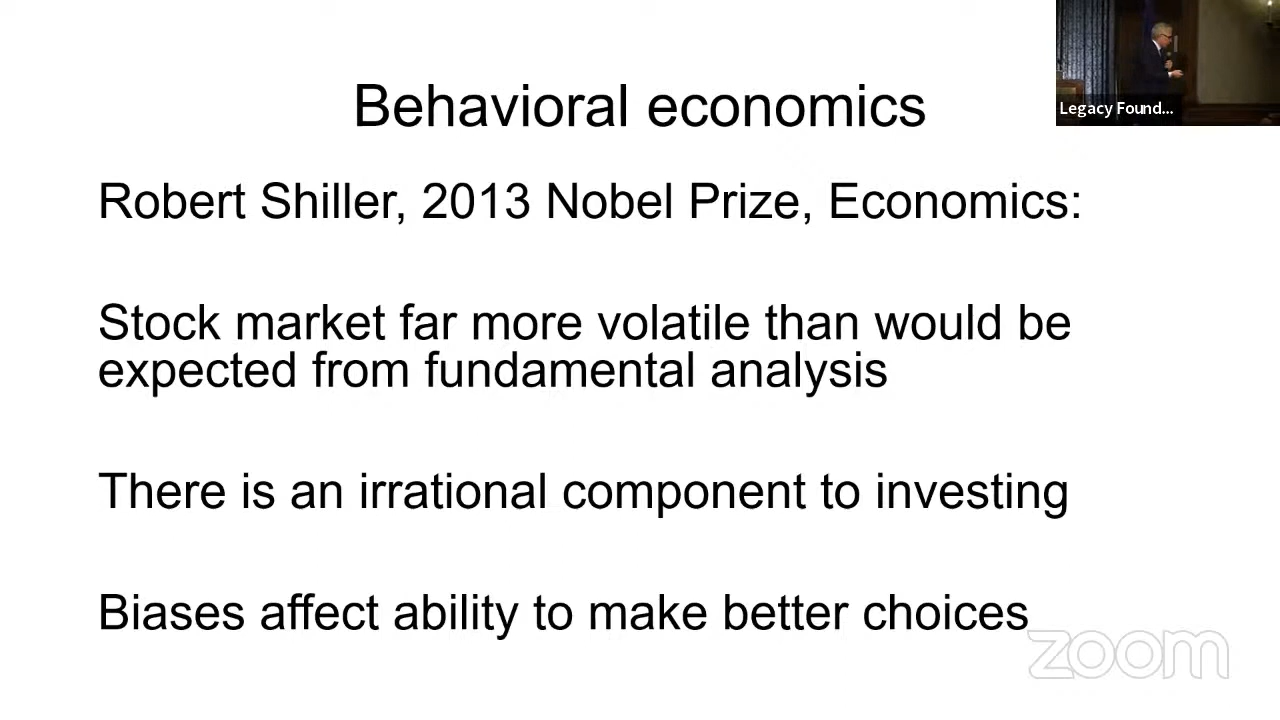 Behavioral economics
Legacy Found...
Robert Shiller, 2013 Nobel Prize, Economics:
Stock market far more volatile than would be
expected from fundamental analysis
There is an irrational component to investing
Biases affect ability to make better choices
zoom